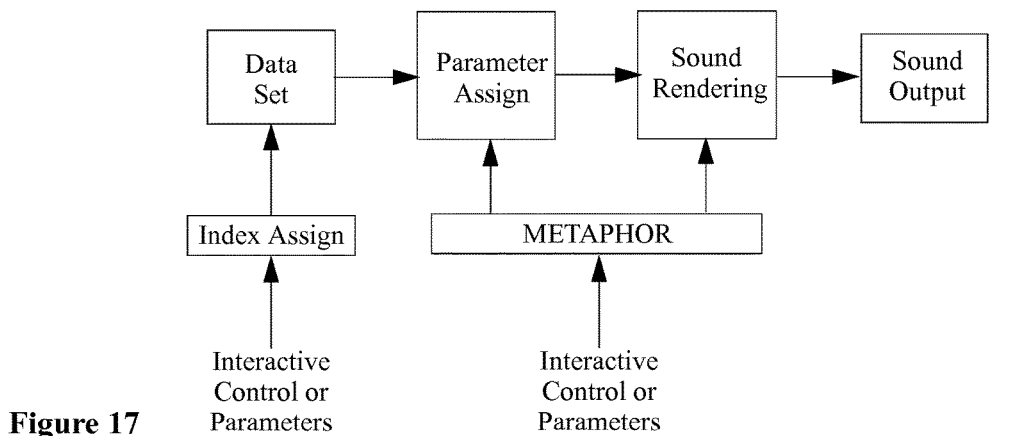 Data
Set
Parameter
Assign
Sound
Rendering
Sound
Output
Index Assign
METAPHOR
Interactive
Control or
Parameters
Interactive
Control or
Parameters
Figure 17